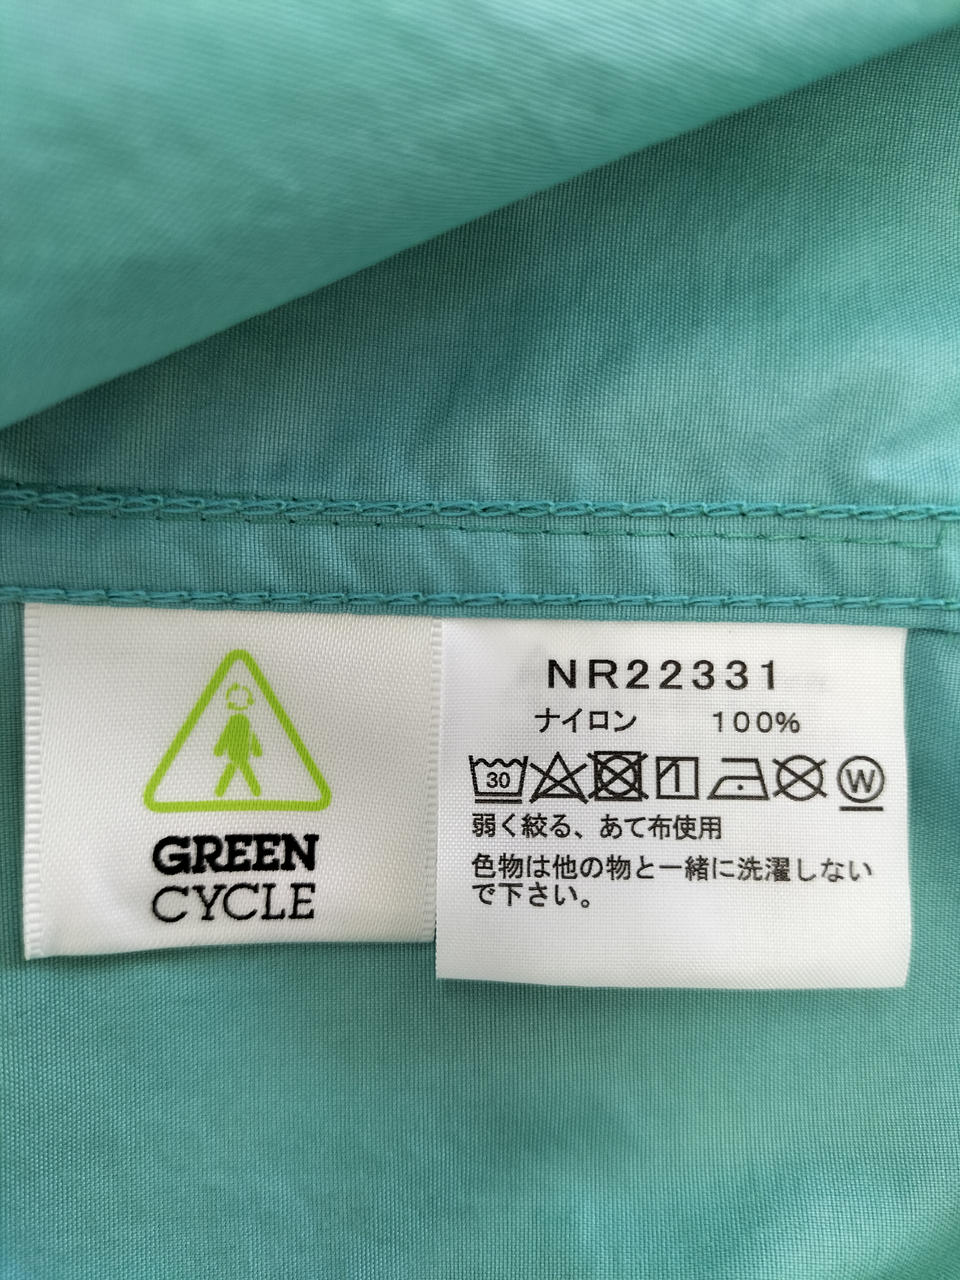 GREEN
CYCLE
NR22331
ナイロン 100%
30
W
弱く絞る、あて布使用
色物は他の物と一緒に洗濯しない
で下さい。